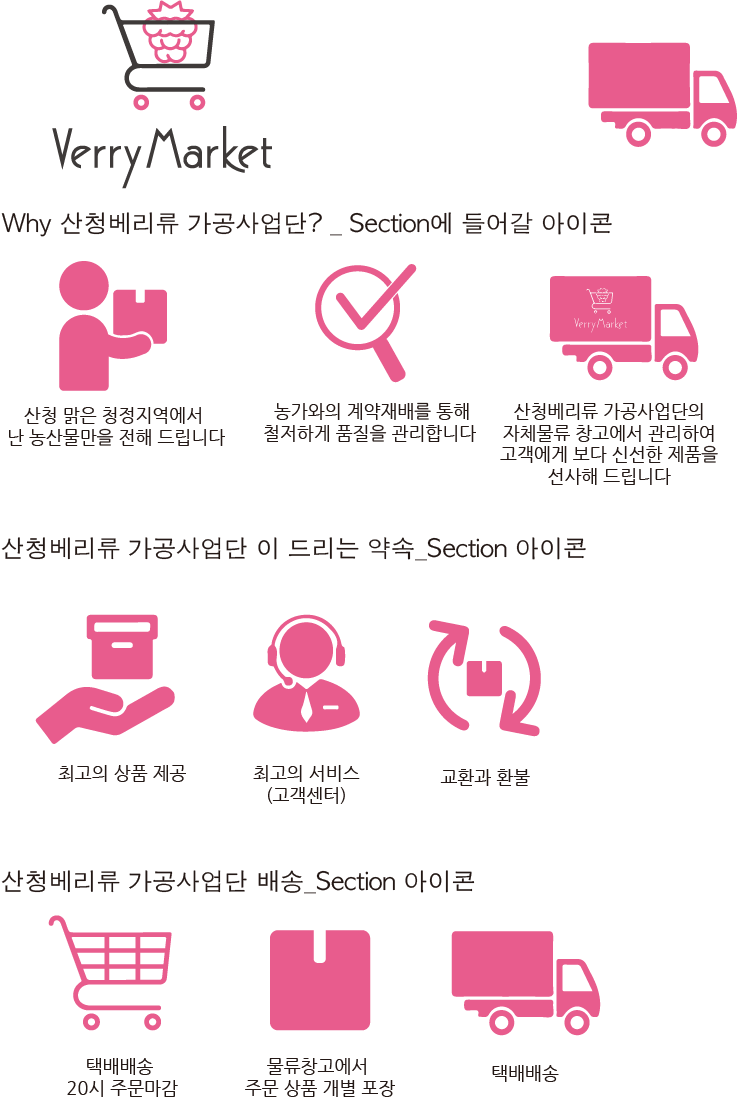 Verry Market
Why 산청베리류 가공사업단? _ Section에 들어갈 아이콘
Verry Market
산청 맑은 청정지역에서
난 농산물만을 전해 드립니다
농가와의 계약재배를 통해
철저하게 품질을 관리합니다
산청베리류 가공사업단의
자체물류 창고에서 관리하여
고객에게 보다 신선한 제품을
선사해 드립니다
산청베리류 가공사업단 이 드리는 약속_Section 아이콘
최고의 상품 제공
최고의 서비스
(고객센터)
교환과 환불
산청베리류 가공사업단 배송_Section 아이콘
택배배송
20시 주문마감
물류창고에서
주문 상품 개별 포장
택배배송